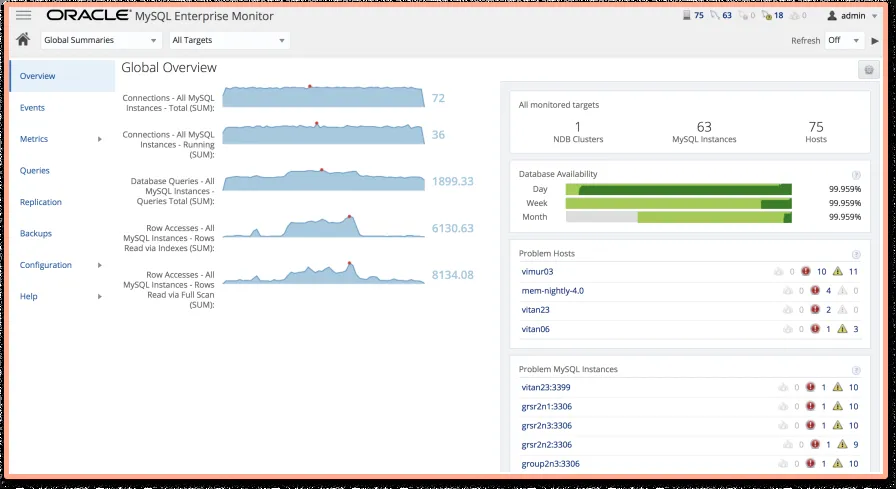 ORACLE® MySQL Enterprise Monitor
75 63 0 18 0 admin
Global Summaries All Targets Refresh Off
Overview
Events
Metrics
Queries
Replication
Backups
Configuration
Help
Global Overview
Connections - All MySQL
Instances - Total (SUM):
72
Connections - All MySQL
Instances - Running
(SUM):
36
Database Queries - All
MySQL Instances -
Queries Total (SUM):
1899.33
Row Accesses - All
MySQL Instances - Rows
Read via Indexes (SUM):
6130.63
Row Accesses - All
MySQL Instances - Rows
Read via Full Scan
(SUM):
8134.08
All monitored targets
1 63 75
NDB Clusters MySQL Instances Hosts
Database Availability ?
Day 99.959%
Week 99.959%
Month 99.959%
Problem Hosts ?
vimur03 0 10 11
mem-nightly-4.0 0 4 0
vitan23 0 2 0
vitan06 0 1 3
Problem MySQL Instances ?
vitan23:3399 0 1 10
grsr2n1:3306 0 1 10
grsr2n3:3306 0 1 10
grsr2n2:3306 0 1 9
group2n3:3306 0 1 10